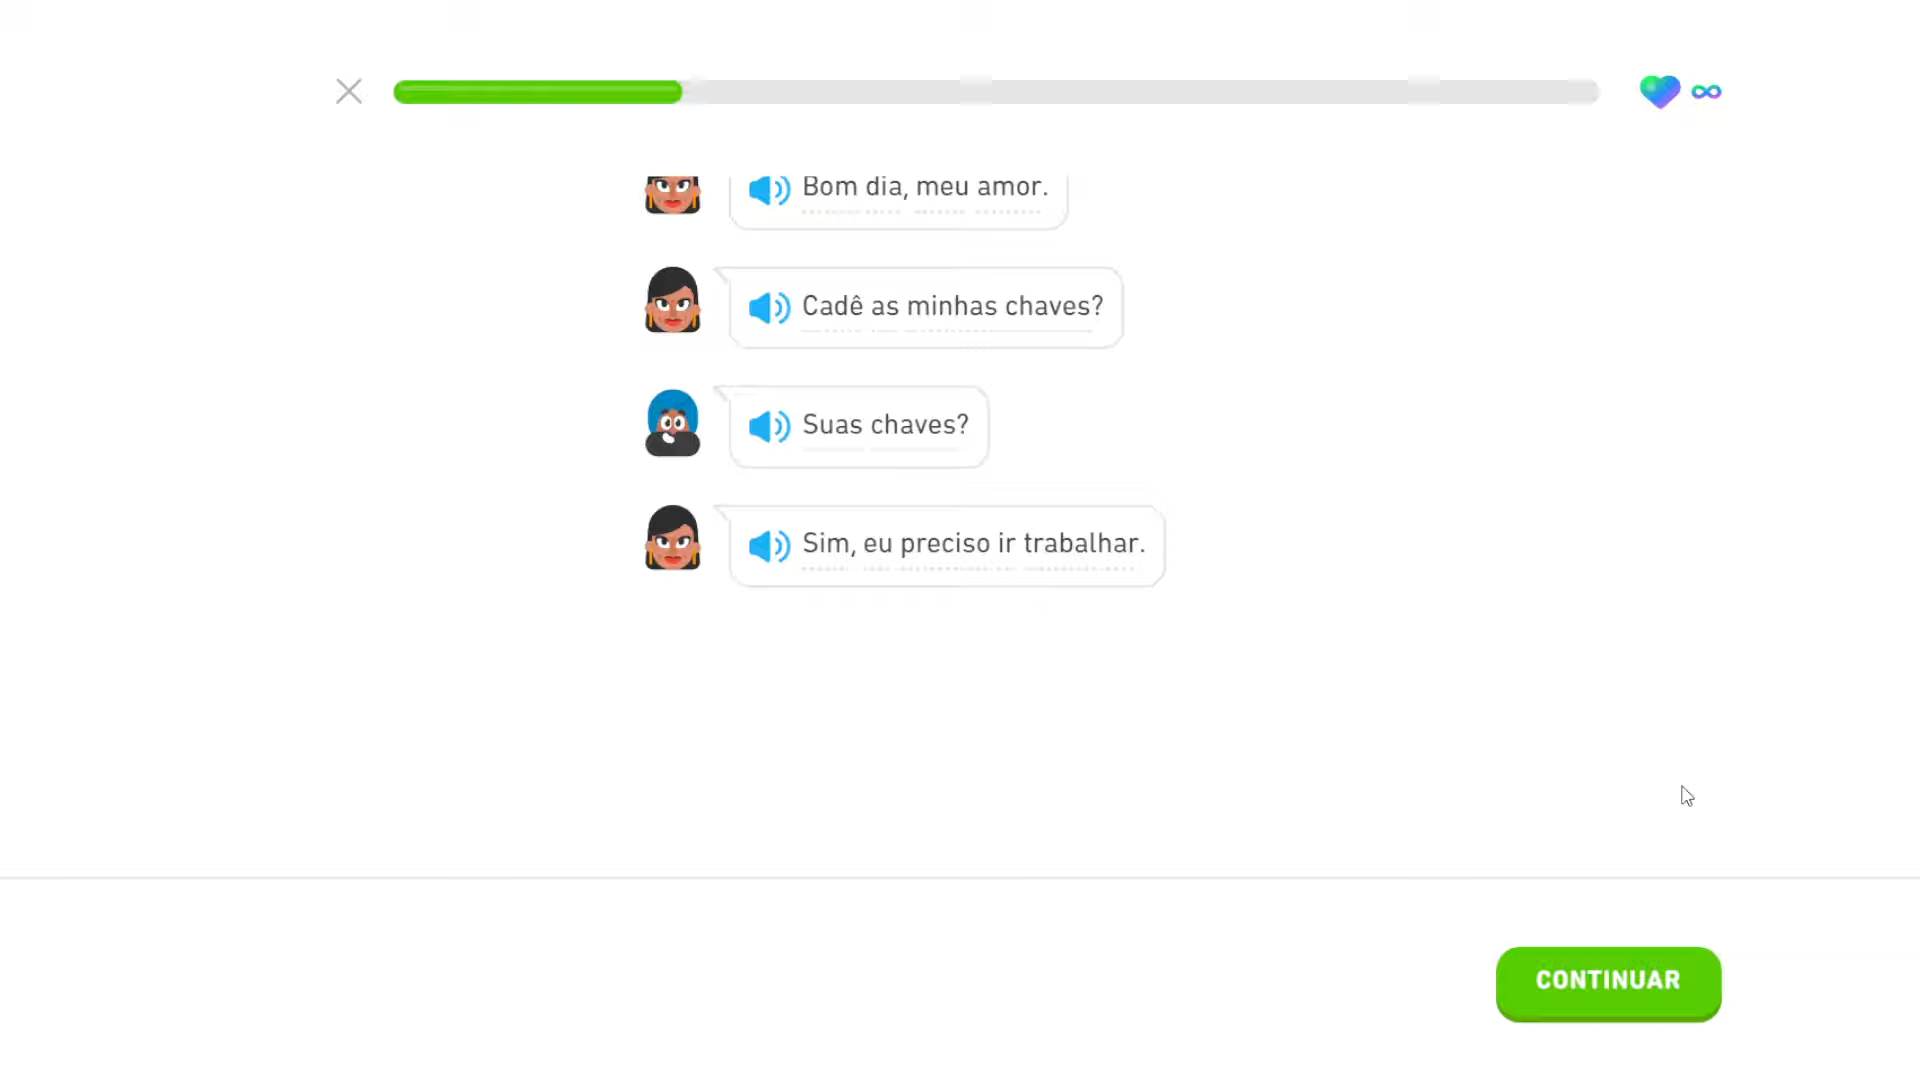 Bom dia, meu amor.
Cadê as minhas chaves?
Suas chaves?
Sim, eu preciso ir trabalhar.
CONTINUAR